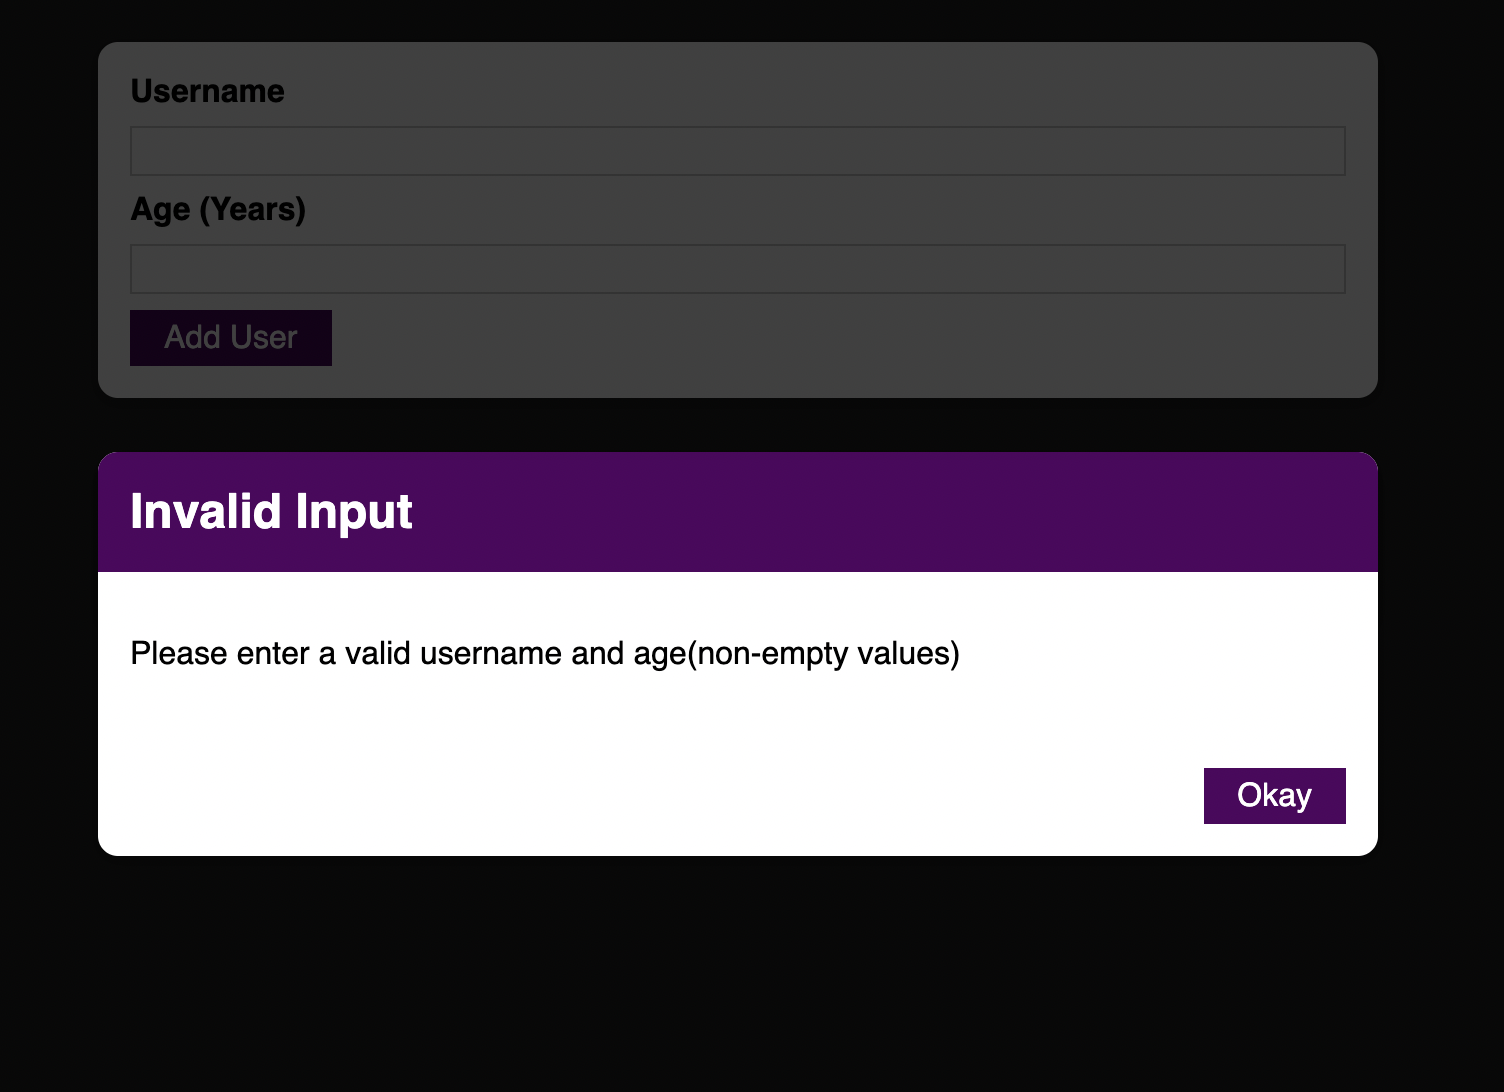 Username
Age (Years)
Add User
Invalid Input
Please enter a valid username and age(non-empty values)
Okay